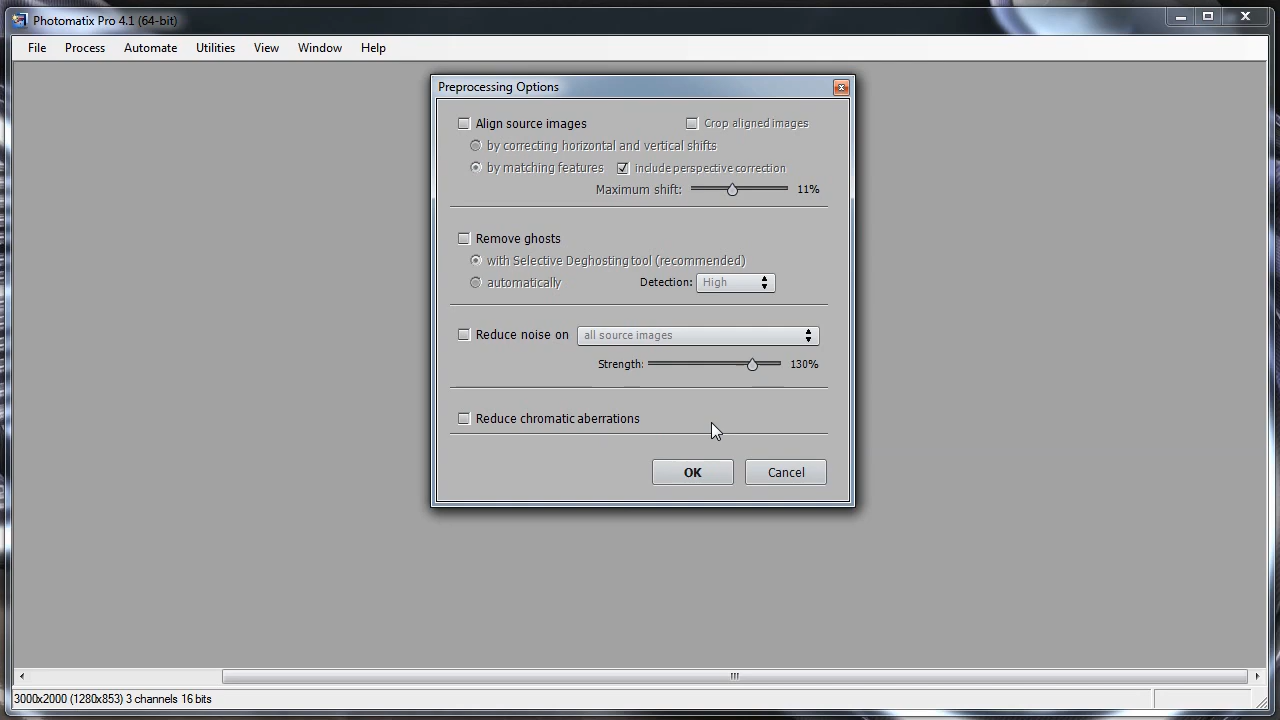 Photomatix Pro 4.1 (64-bit)
File Process Automate Utilities View Window Help
Preprocessing Options
Align source images Crop aligned images
by correcting horizontal and vertical shifts
by matching features include perspective correction
Maximum shift: 11%
Remove ghosts
with Selective Deghosting tool (recommended)
automatically Detection: High
Reduce noise on all source images
Strength: 130%
Reduce chromatic aberrations
OK Cancel
3000x2000 (1280x853) 3 channels 16 bits